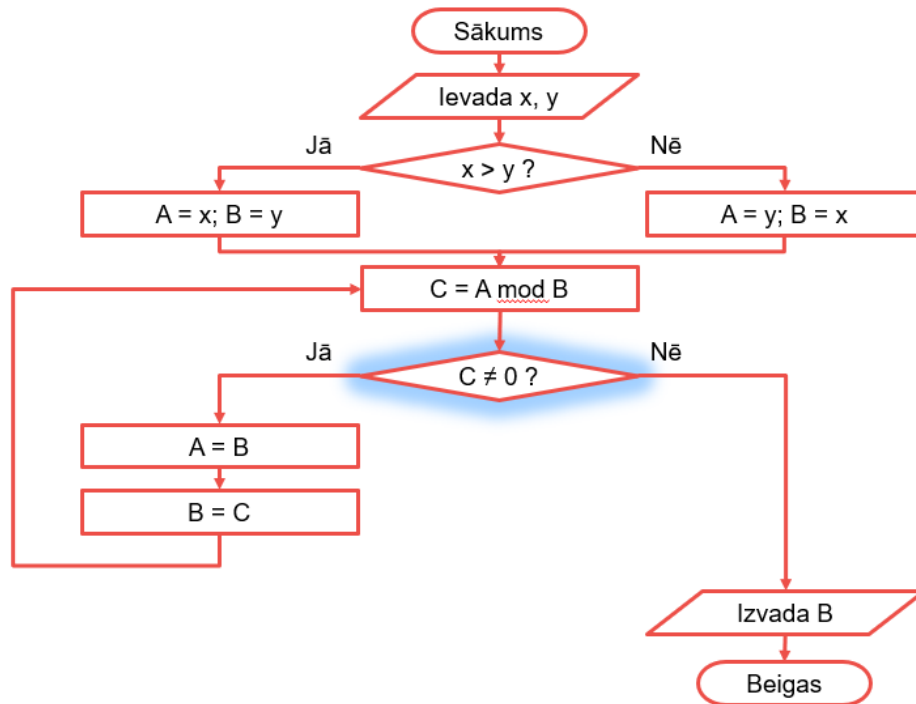 Sākums
Ievada x, y
Jā
Nē
x > y ?
A = x; B = y
A = y; B = x
C = A mod B
Jā
Nē
C ≠ 0 ?
A = B
B = C
Izvada B
Beigas